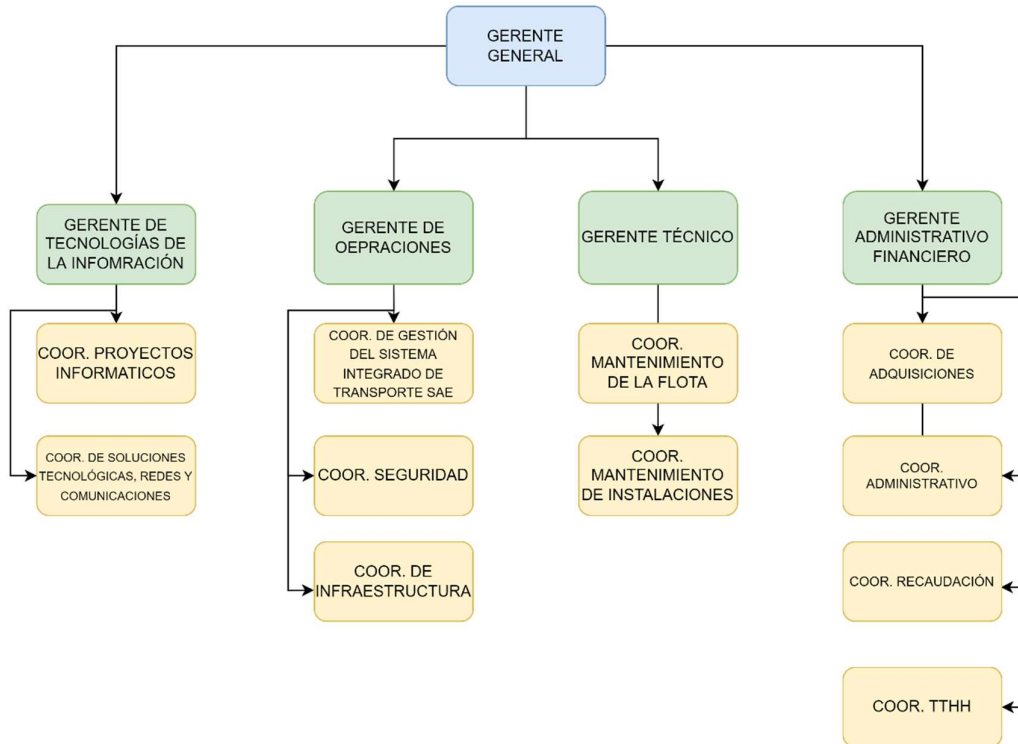 GERENTE
GENERAL
GERENTE DE
TECNOLOGÍAS DE
LA INFOMRACIÓN
GERENTE DE
OEPRACIONES
GERENTE TÉCNICO
GERENTE
ADMINISTRATIVO
FINANCIERO
COOR. PROYECTOS
INFORMATICOS
COOR. DE GESTIÓN
DEL SISTEMA
INTEGRADO DE
TRANSPORTE SAE
COOR.
MANTENIMIENTO
DE LA FLOTA
COOR. DE
ADQUISICIONES
COOR. DE SOLUCIONES
TECNOLÓGICAS, REDES Y
COMUNICACIONES
COOR. SEGURIDAD
COOR.
MANTENIMIENTO
DE INSTALACIONES
COOR.
ADMINISTRATIVO
COOR. DE
INFRAESTRUCTURA
COOR. RECAUDACIÓN
COOR. TTHH